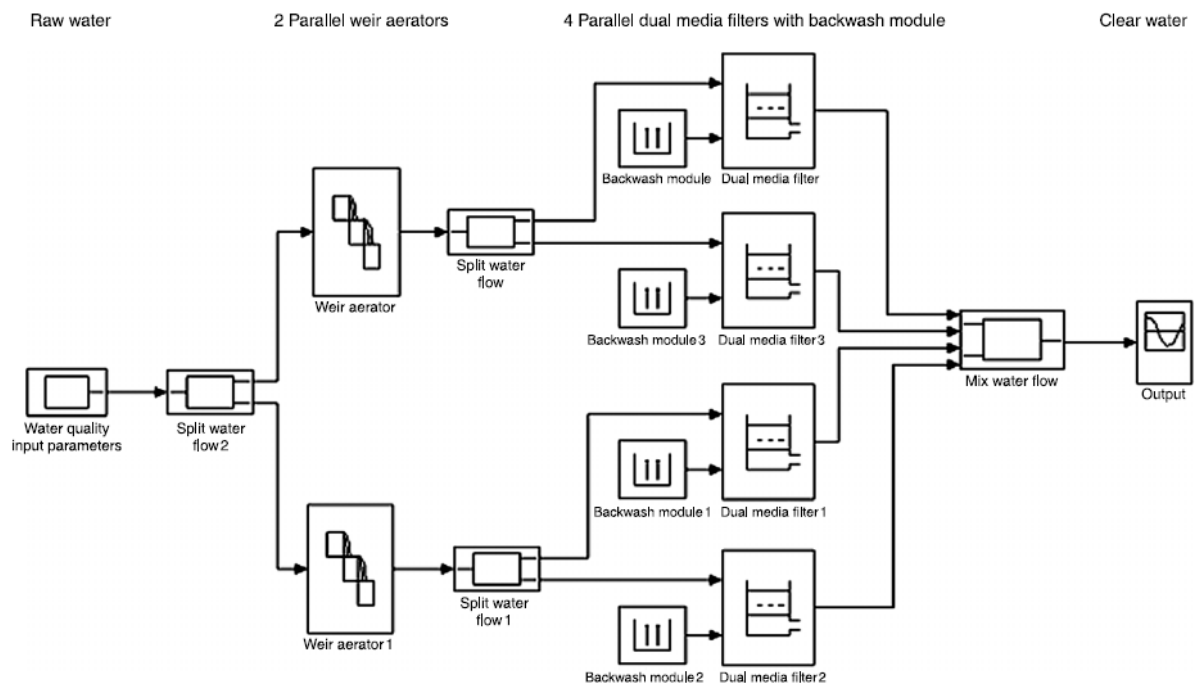 Raw water
2 Parallel weir aerators
4 Parallel dual media filters with backwash module
Clear water
Backwash module
Dual media filter
Split water
flow
Weir aerator
Backwash module 3
Dual media filter 3
Mix water flow
Output
Water quality
input parameters
Split water
flow 2
Backwash module 1
Dual media filter 1
Split water
flow 1
Weir aerator 1
Backwash module 2
Dual media filter 2